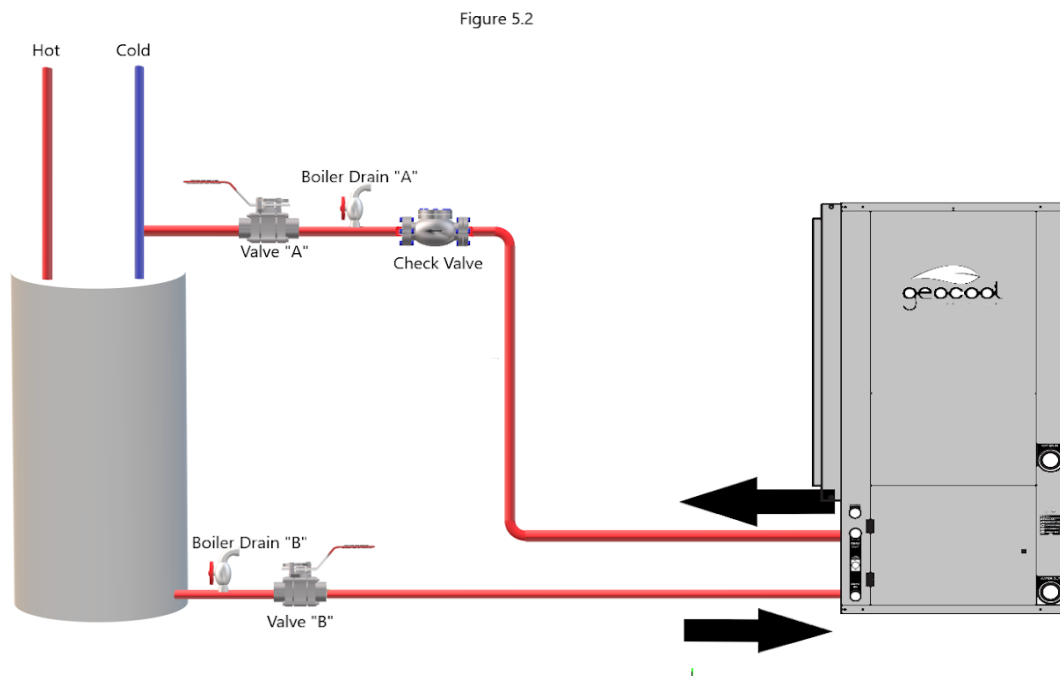 Figure 5.2
Hot
Cold
Boiler Drain "A"
Valve "A"
Check Valve
geocool
Boiler Drain "B"
Valve "B"